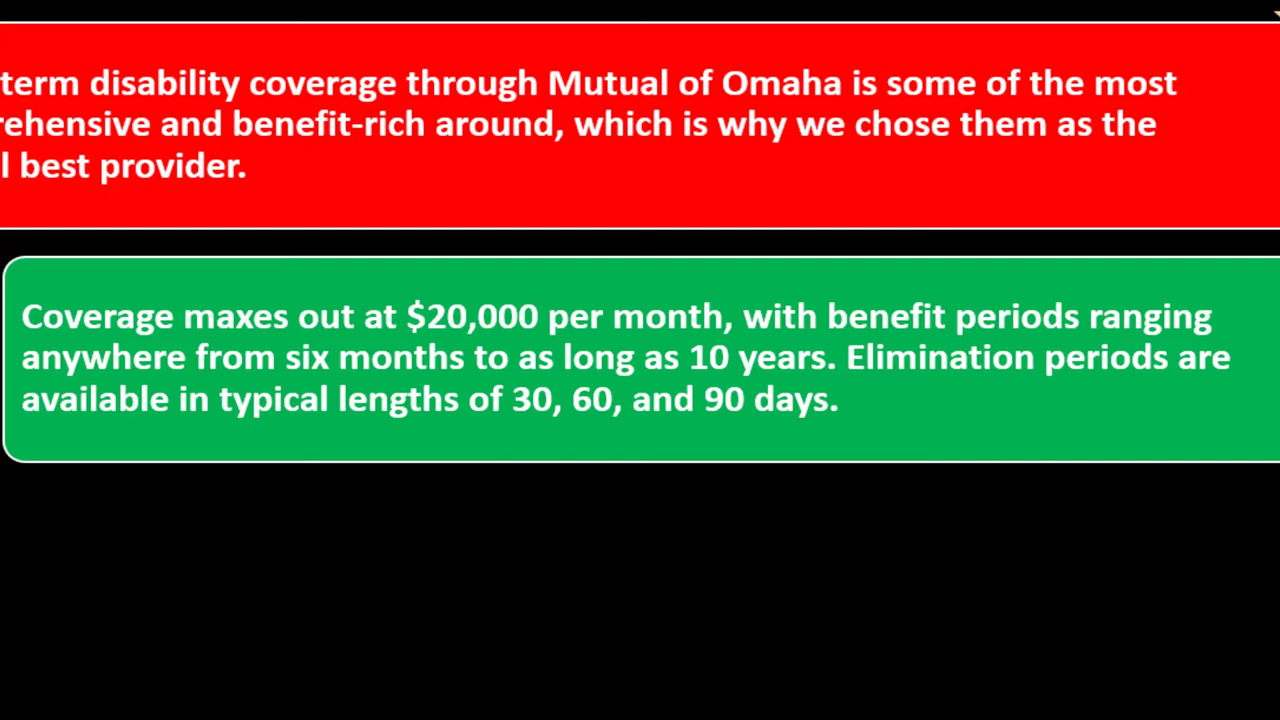 term disability coverage through Mutual of Omaha is some of the most
and benefit-rich around, which is why we chose them as the
best provider.
Coverage maxes out at $20,000 per month, with benefit periods ranging
anywhere from six months to as long as 10 years. Elimination periods are
available in typical lengths of 30, 60, and 90 days.